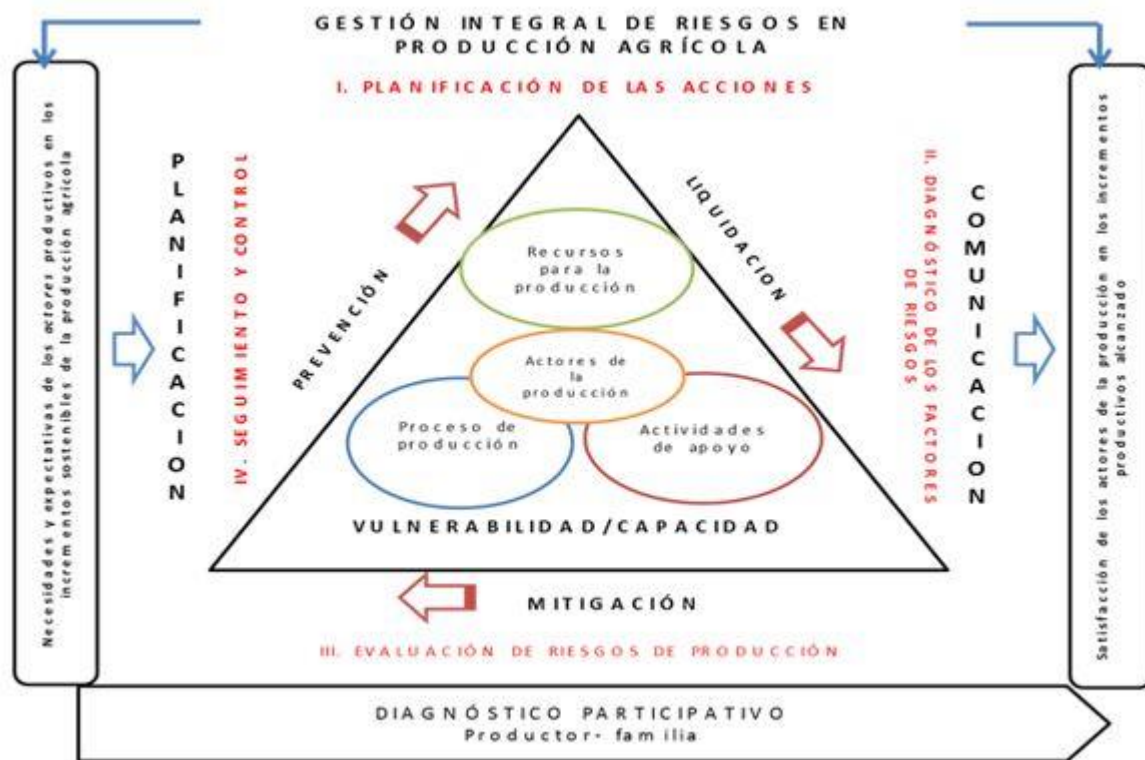 GESTIÓN INTEGRAL DE RIESGOS EN
PRODUCCIÓN AGRÍCOLA
I. PLANIFICACIÓN DE LAS ACCIONES
Necesidades y expectativas de los actores productivos en los
incrementos sostenibles de la producción agrícola
PLANIFICACION
IV. SEGUIMIENTO Y CONTROL
PREVENCIÓN
Recursos
para la
producción
Actores de
la
producción
Proceso de
producción
Actividades
de apoyo
VULNERABILIDAD/CAPACIDAD
LIQUIDACION
II. DIAGNÓSTICO DE LOS FACTORES
DE RIESGOS
COMUNICACION
Satisfacción de los actores de la producción en los incrementos
productivos alcanzado
MITIGACIÓN
III. EVALUACIÓN DE RIESGOS DE PRODUCCIÓN
DIAGNÓSTICO PARTICIPATIVO
Productor- familia